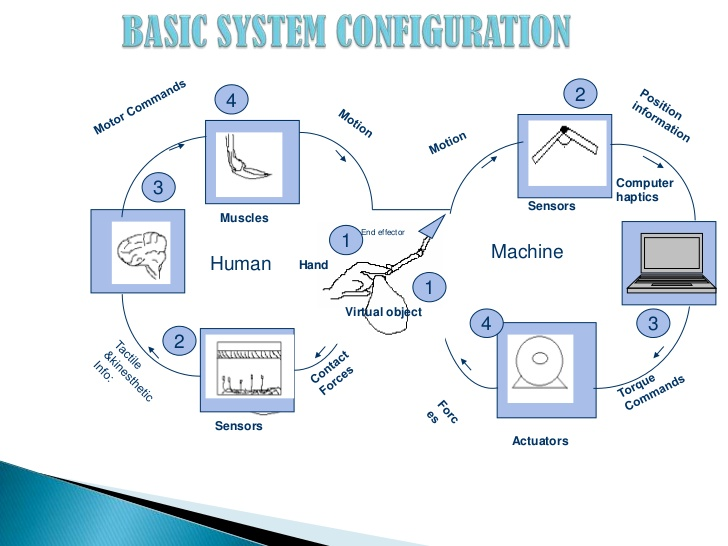 BASIC SYSTEM CONFIGURATION
Motor Commands
4
Motion
Motion
2
Position
information
3
Muscles
Sensors
Computer
haptics
1
End effector
Human
Hand
Machine
1
Virtual object
2
4
3
Tactile
&kinesthetic
Info.
Contact
Forces
Forc
es
Torque
Commands
Sensors
Actuators